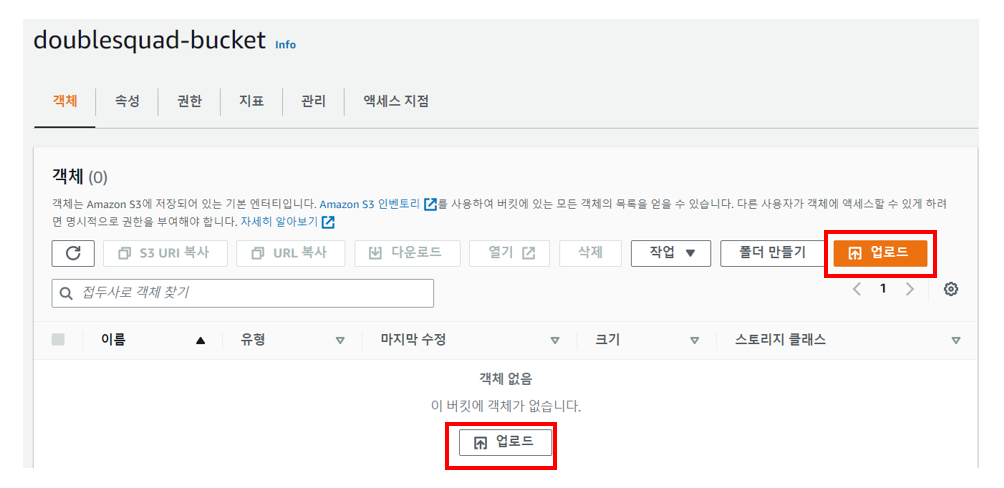 doublesquad-bucket Info
객체 속성 권한 지표 관리 액세스 지점
객체 (0)
객체는 Amazon S3에 저장되어 있는 기본 엔터티입니다. Amazon S3 인벤토리 를 사용하여 버킷에 있는 모든 객체의 목록을 얻을 수 있습니다. 다른 사용자가 객체에 액세스할 수 있게 하려
면 명시적으로 권한을 부여해야 합니다. 자세히 알아보기
S3 URI 복사 URL 복사 다운로드 열기 삭제 작업 폴더 만들기 업로드
접두사로 객체 찾기 1
이름 유형 마지막 수정 크기 스토리지 클래스
객체 없음
이 버킷에 객체가 없습니다.
업로드